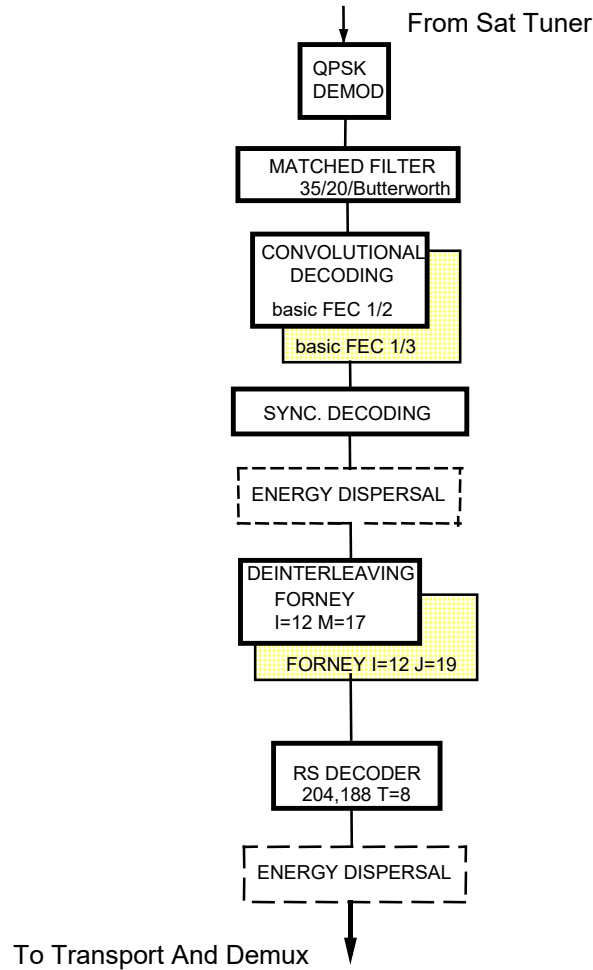 From Sat Tuner
QPSK
DEMOD
MATCHED FILTER
35/20/Butterworth
CONVOLUTIONAL
DECODING
basic FEC 1/2
basic FEC 1/3
SYNC. DECODING
ENERGY DISPERSAL
DEINTERLEAVING
FORNEY
I=12 M=17
FORNEY I=12 J=19
RS DECODER
204,188 T=8
ENERGY DISPERSAL
To Transport And Demux